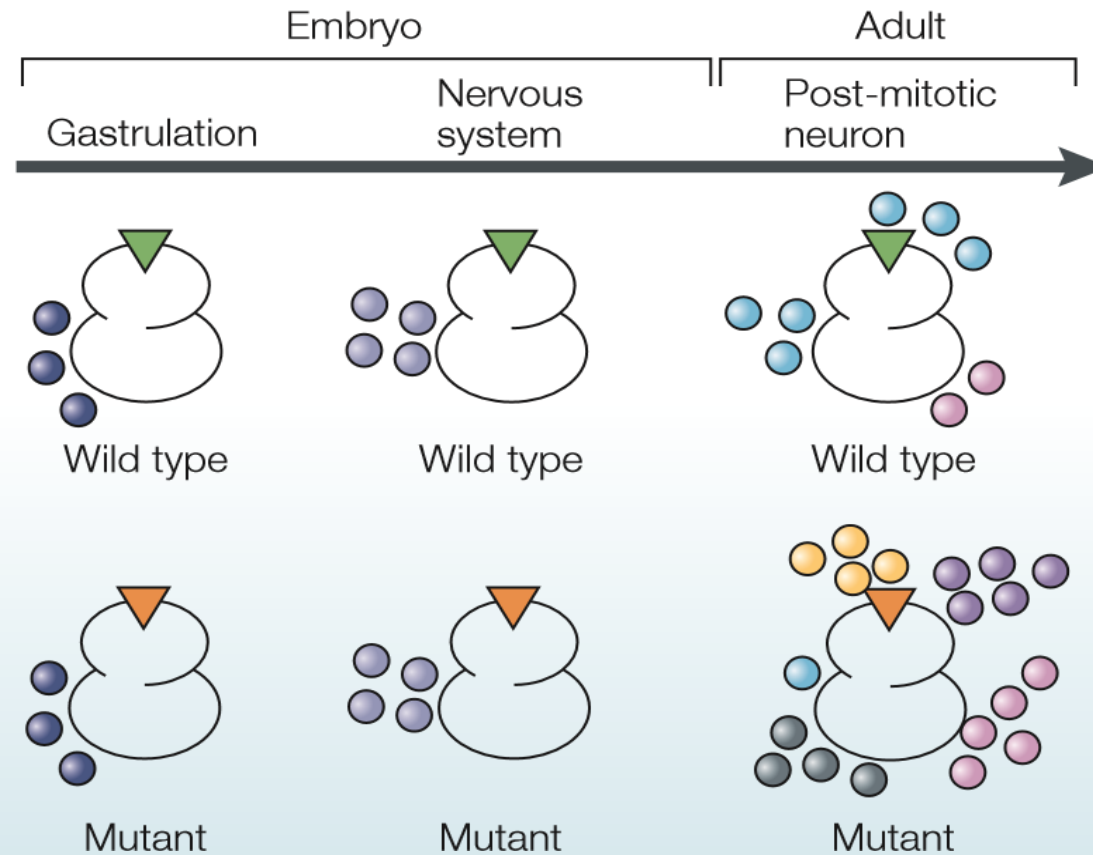 Embryo
Adult
Gastrulation
Nervous
system
Post-mitotic
neuron
Wild type
Wild type
Wild type
Mutant
Mutant
Mutant